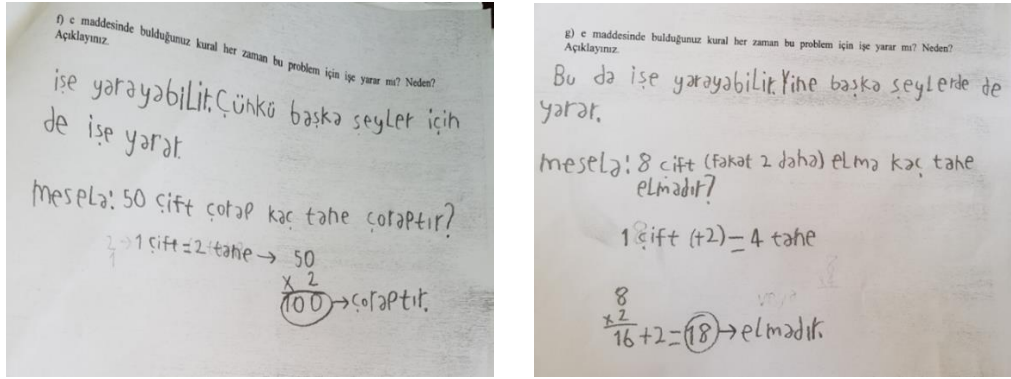 f) e maddesinde bulduğunuz kural her zaman bu problem için işe yarar mı? Neden?
Açıklayınız.
işe yarayabilir. Çünkü başka şeyler için
de işe yarar.
Mesela: 50 çift çorap kaç tane çoraptır?
1 çift = 2 tane → 50
x 2
100 → çoraptır.
g) e maddesinde bulduğunuz kural her zaman bu problem için işe yarar mı? Neden?
Açıklayınız.
Bu da işe yarayabilir. Yine başka şeylerde de
yarar.
mesela: 8 çift (fakat 2 daha) elma kaç tane
elmadır?
1 çift (+2) = 4 tane
8
x 2
16 + 2 = 18 → elmadır.